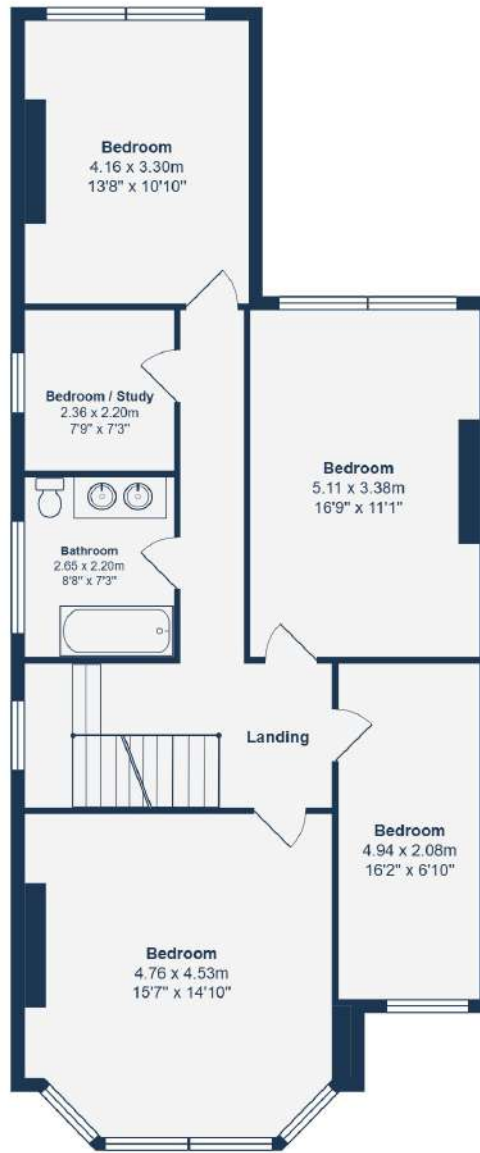 Bedroom
4.16 x 3.30m
13'8" x 10'10"
Bedroom / Study
2.36 x 2.20m
7'9" x 7'3"
Bedroom
5.11 x 3.38m
16'9" x 11'1"
Bathroom
2.65 x 2.20m
8'8" x 7'3"
Landing
Bedroom
4.94 x 2.08m
16'2" x 6'10"
Bedroom
4.76 x 4.53m
15'7" x 14'10"